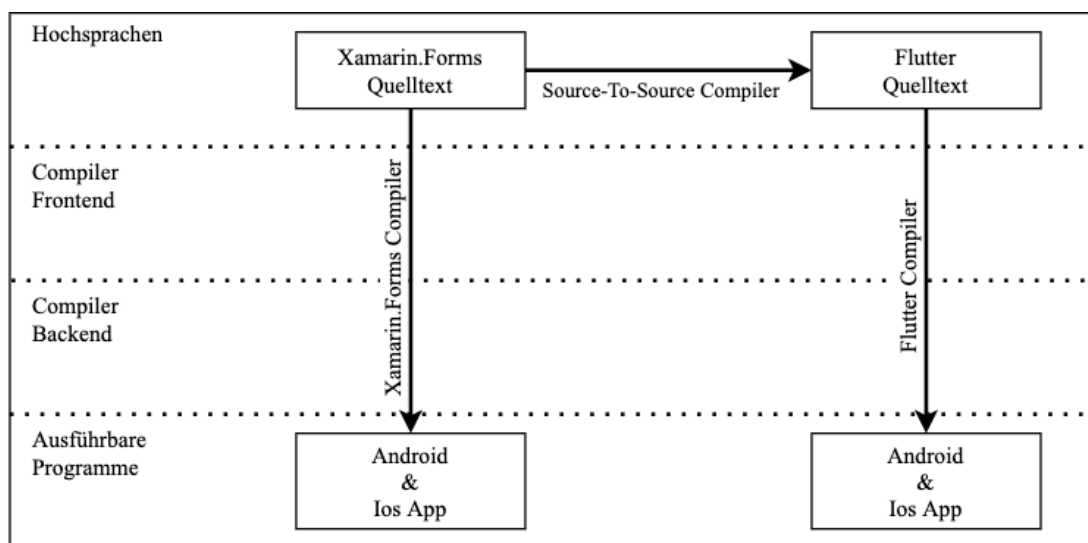 Hochsprachen
Xamarin.Forms
Quelltext
Source-To-Source Compiler
Flutter
Quelltext
Compiler
Frontend
Xamarin.Forms Compiler
Flutter Compiler
Compiler
Backend
Ausführbare
Programme
Android
&
Ios App
Android
&
Ios App